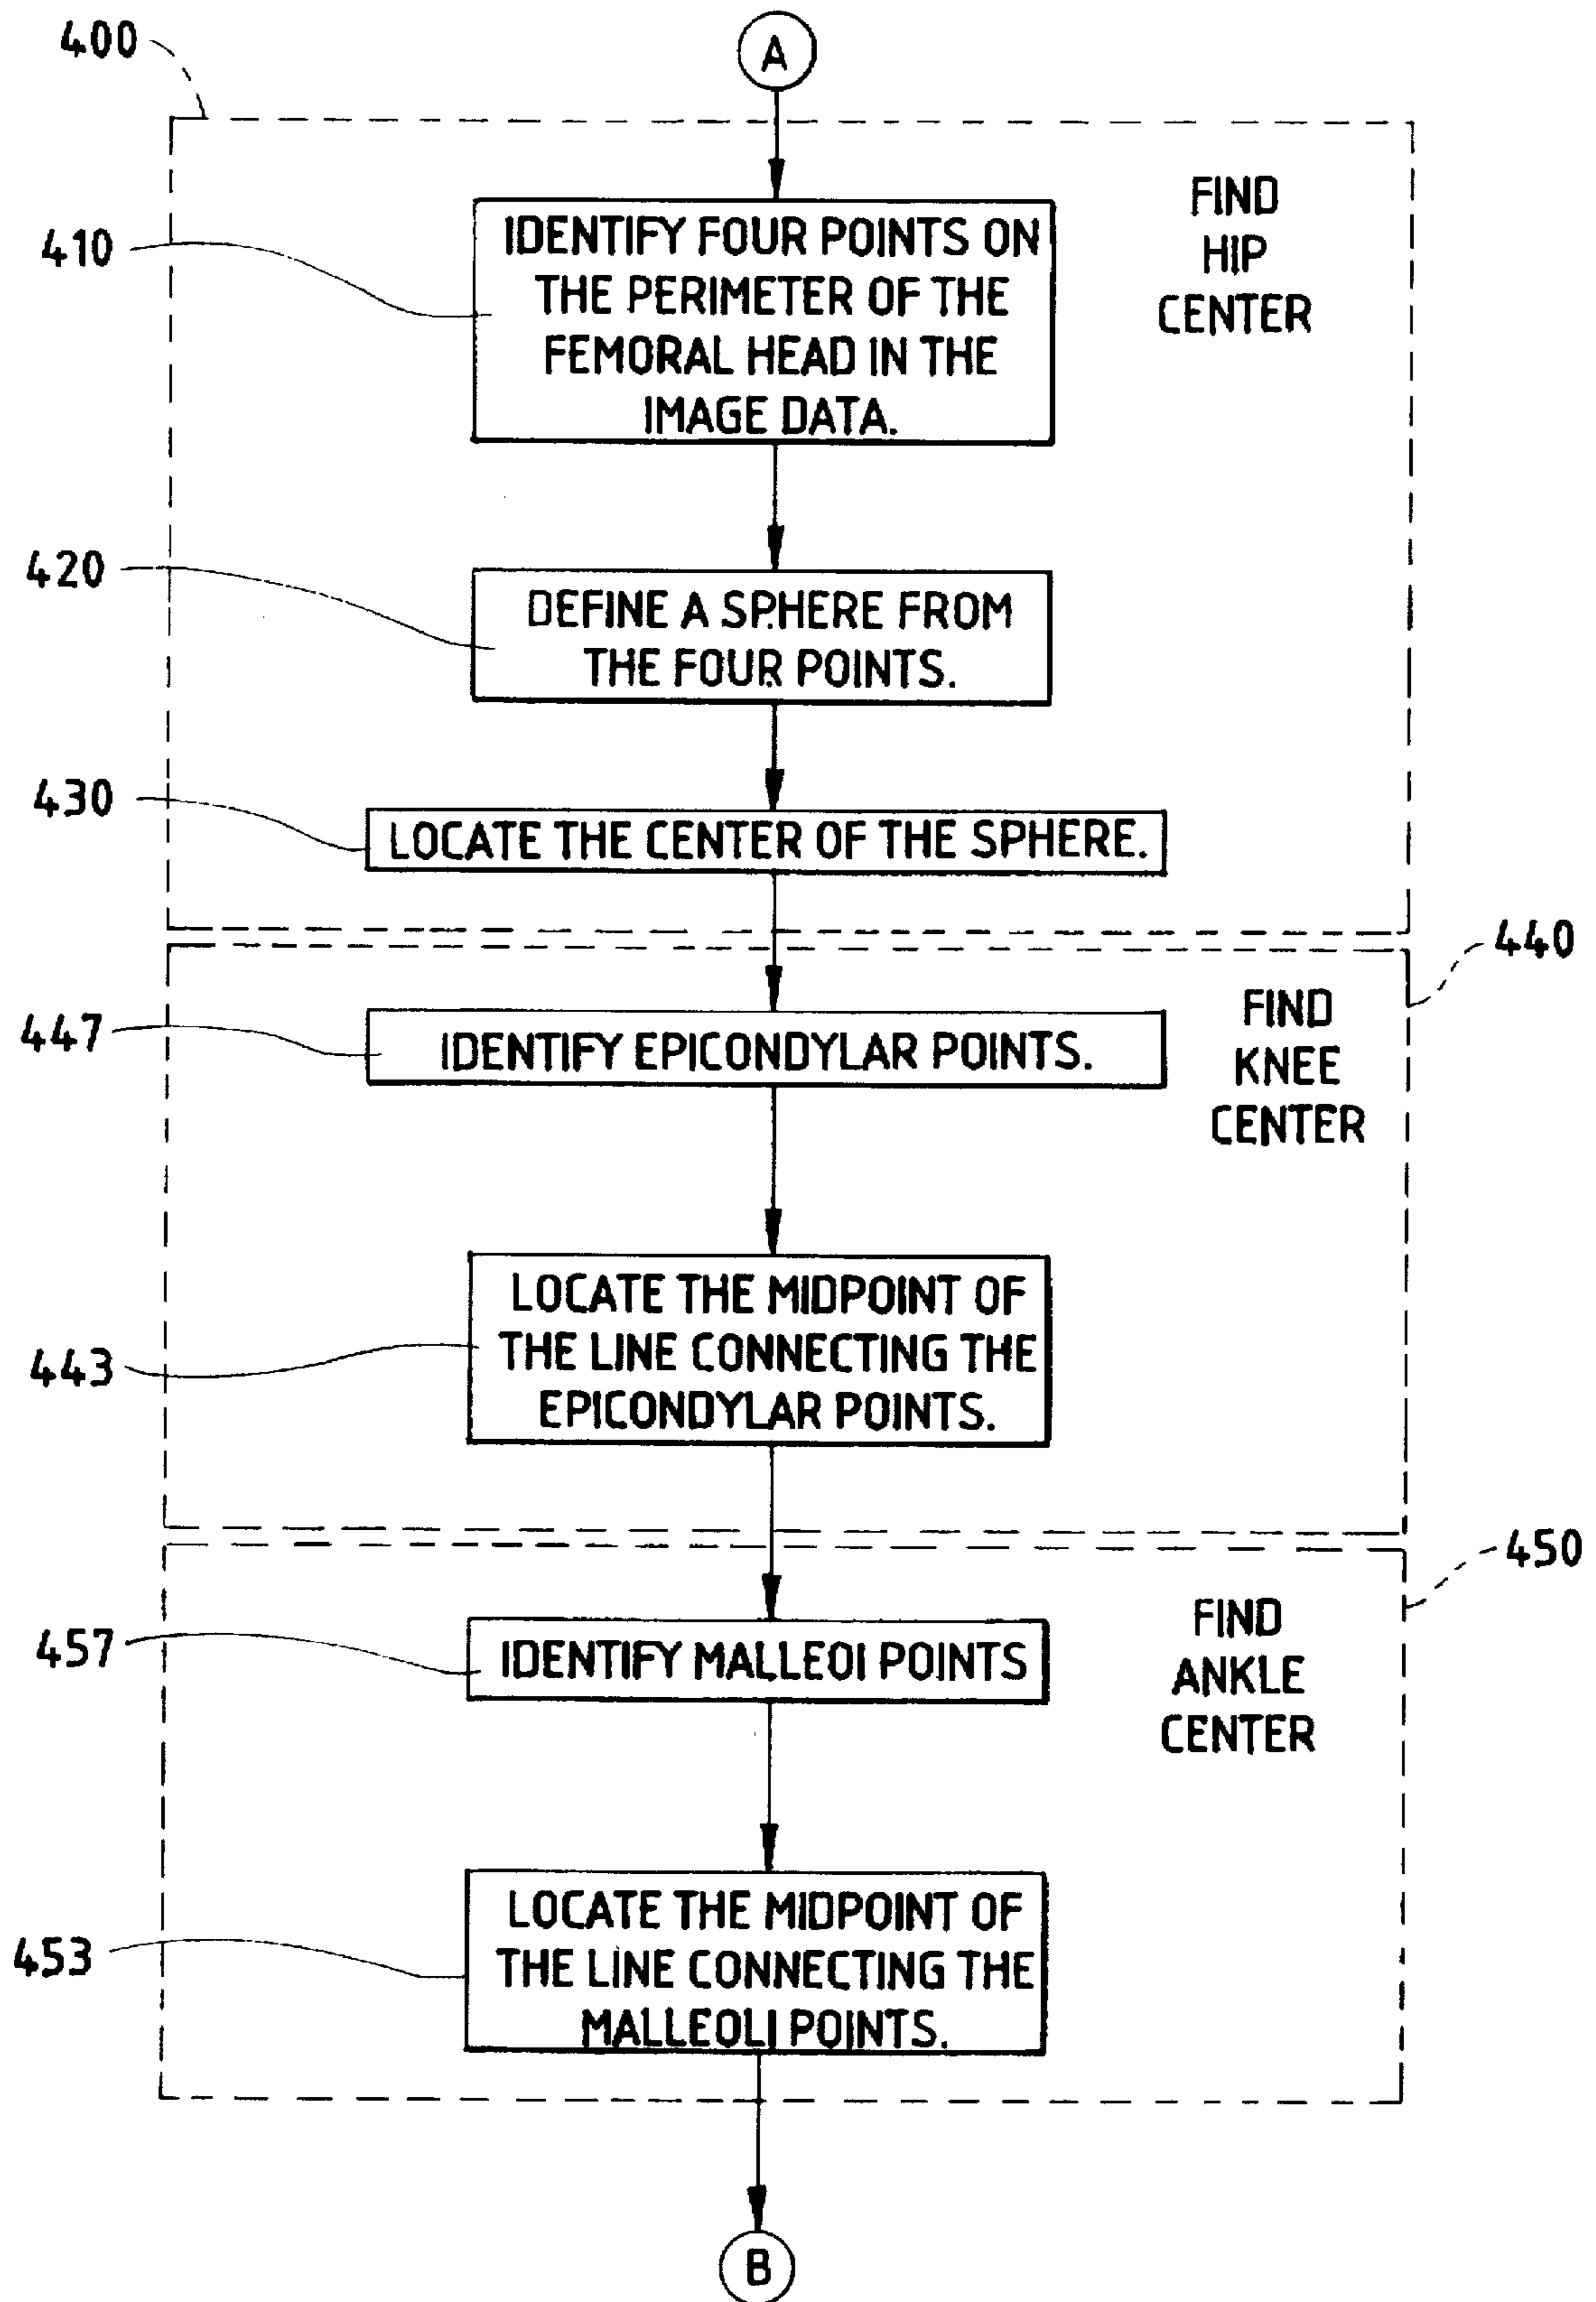 400
A
FIND
HIP
CENTER
410
IDENTIFY FOUR POINTS ON
THE PERIMETER OF THE
FEMORAL HEAD IN THE
IMAGE DATA.
420
DEFINE A SPHERE FROM
THE FOUR POINTS.
430
LOCATE THE CENTER OF THE SPHERE.
440
FIND
KNEE
CENTER
447
IDENTIFY EPICONDYLAR POINTS.
443
LOCATE THE MIDPOINT OF
THE LINE CONNECTING THE
EPICONDYLAR POINTS.
450
FIND
ANKLE
CENTER
457
IDENTIFY MALLEOI POINTS
453
LOCATE THE MIDPOINT OF
THE LINE CONNECTING THE
MALLEOLI POINTS.
B